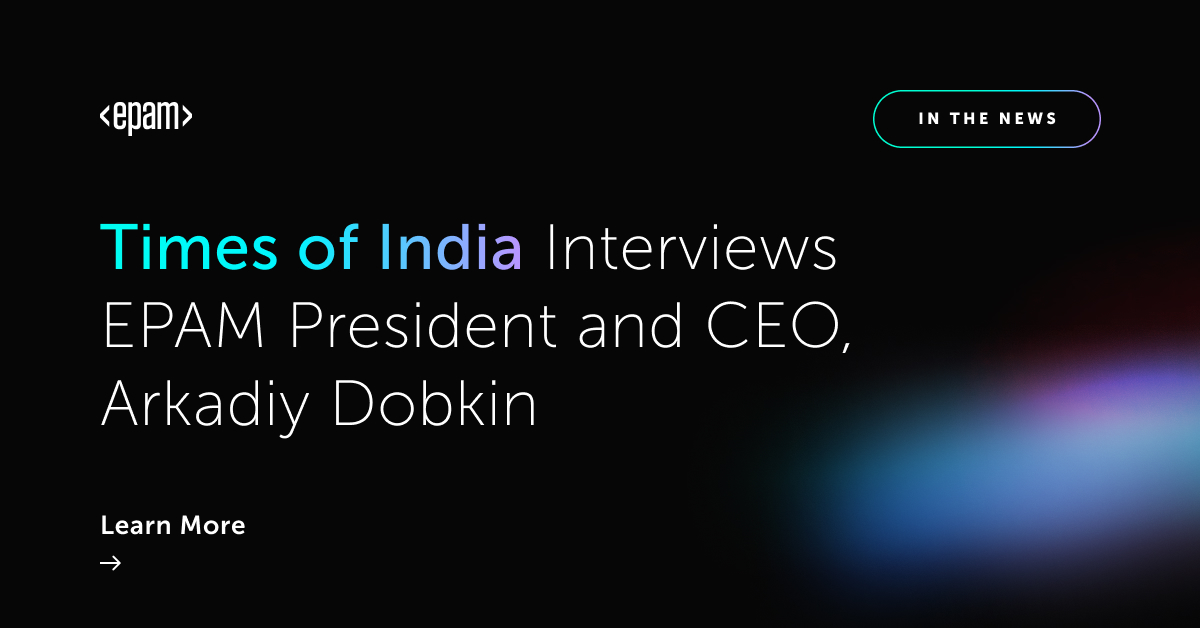 <epam>
IN THE NEWS
Times of India Interviews
EPAM President and CEO,
Arkadiy Dobkin
Learn More
→